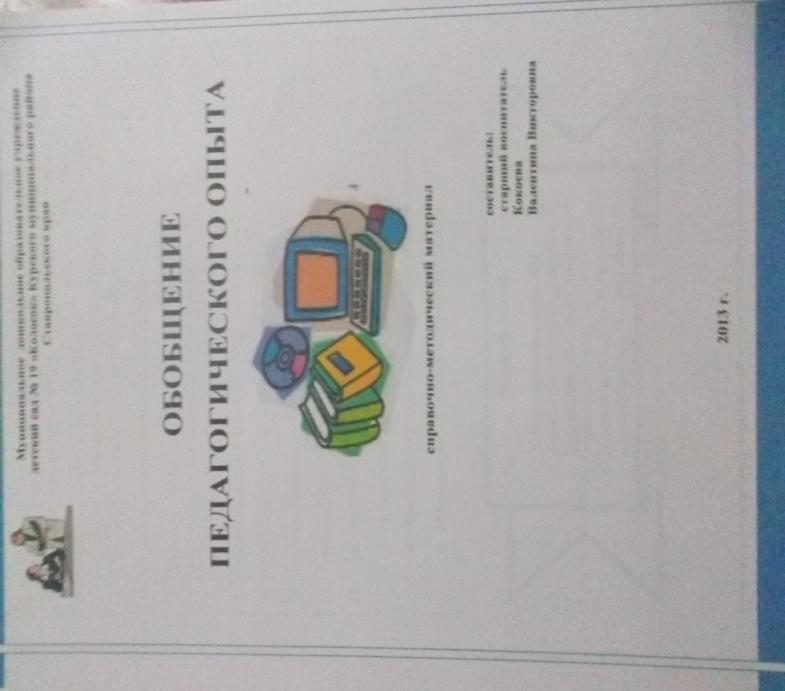 Муниципальное дошкольное образовательное учреждение
детский сад № 19 «Колосок» Курского муниципального района
Ставропольского края
ОБОБЩЕНИЕ
ПЕДАГОГИЧЕСКОГО ОПЫТА
справочно-методический материал
составитель:
старший воспитатель
Кокоева
Валентина Викторовна
2013 г.